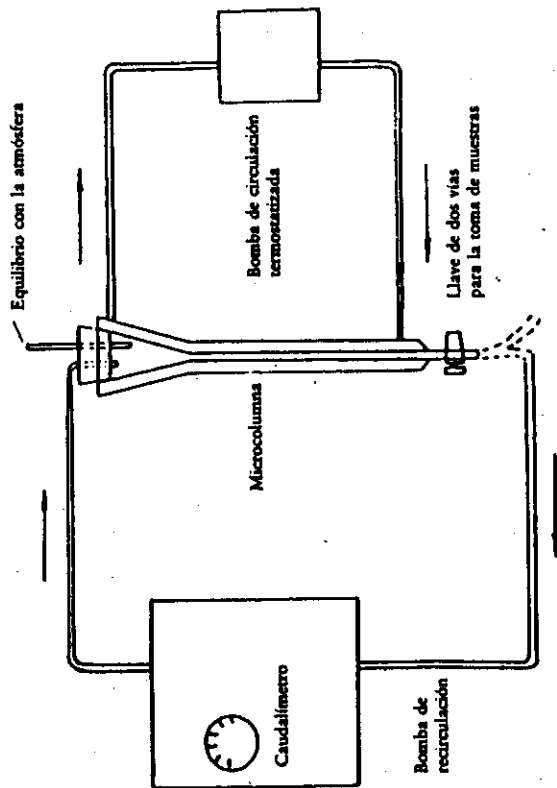 Equilibrio con la atmósfera
Bomba de circulación
termostatizada
Llave de dos vías
para la toma de muestras
Microcolumna
Caudalímetro
Bomba de
recirculación